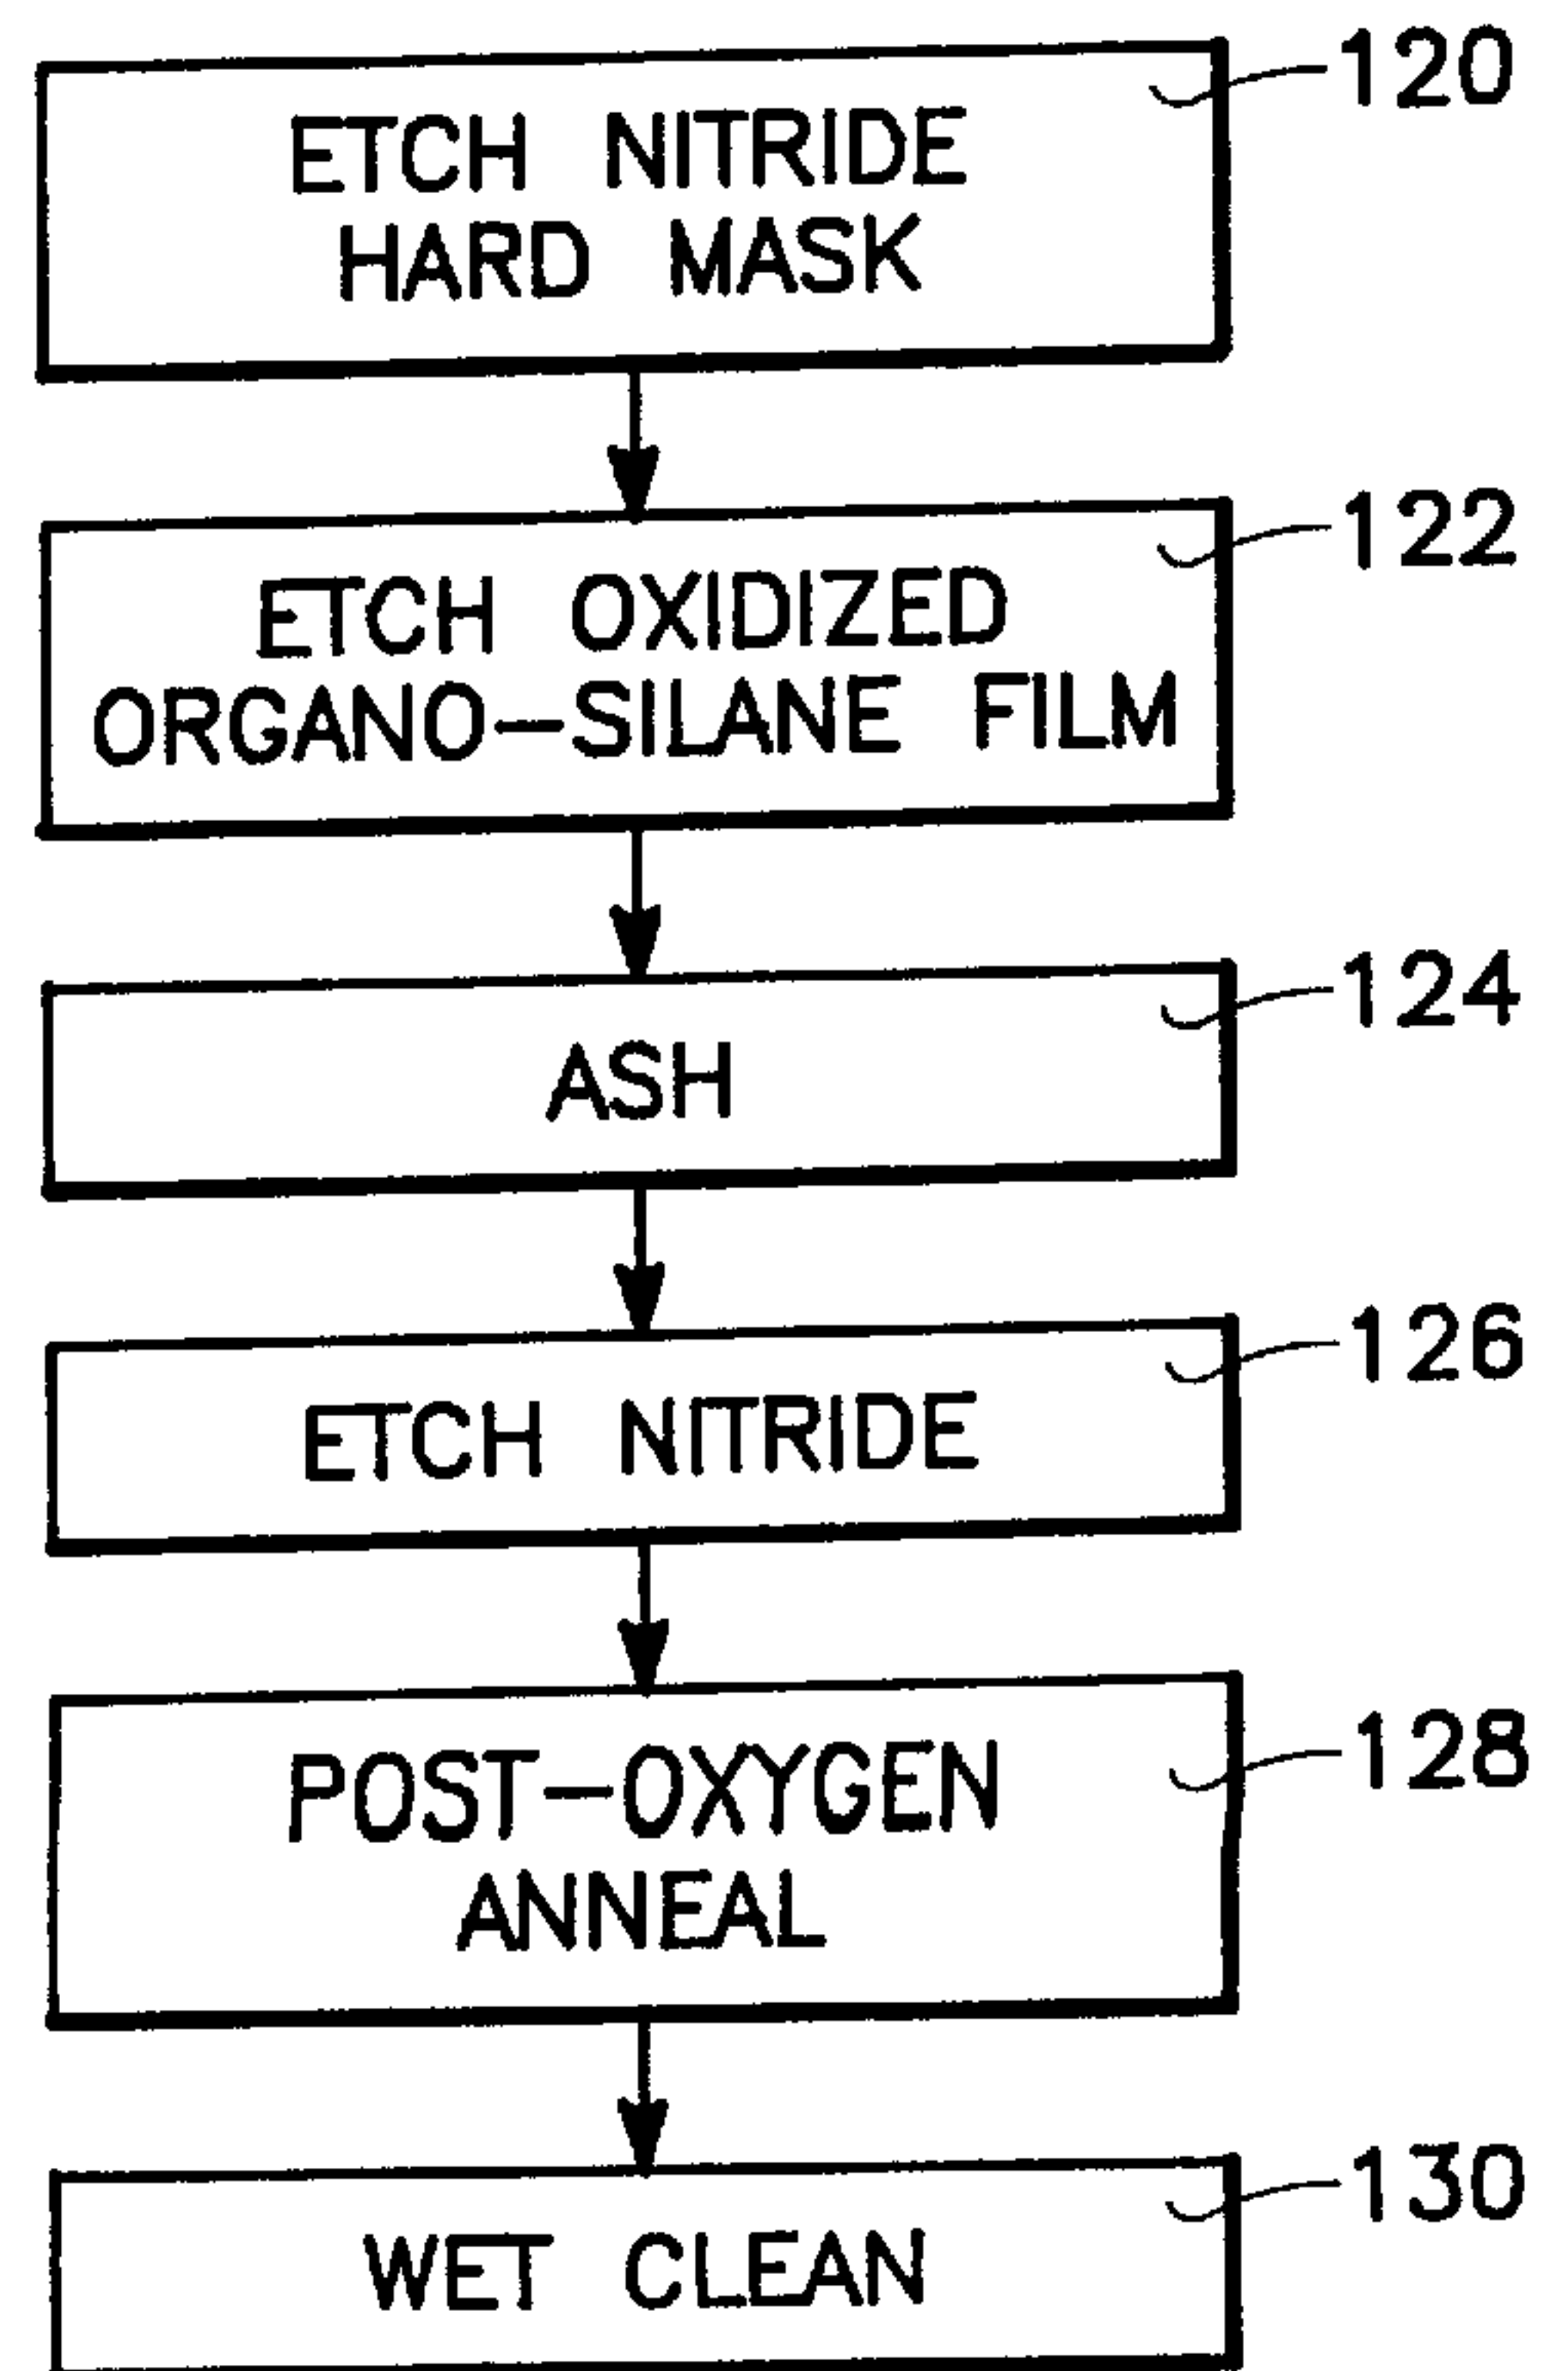 120
ETCH NITRIDE
HARD MASK
122
ETCH OXIDIZED
ORGANO-SILANE FILM
124
ASH
126
ETCH NITRIDE
128
POST-OXYGEN
ANNEAL
130
WET CLEAN